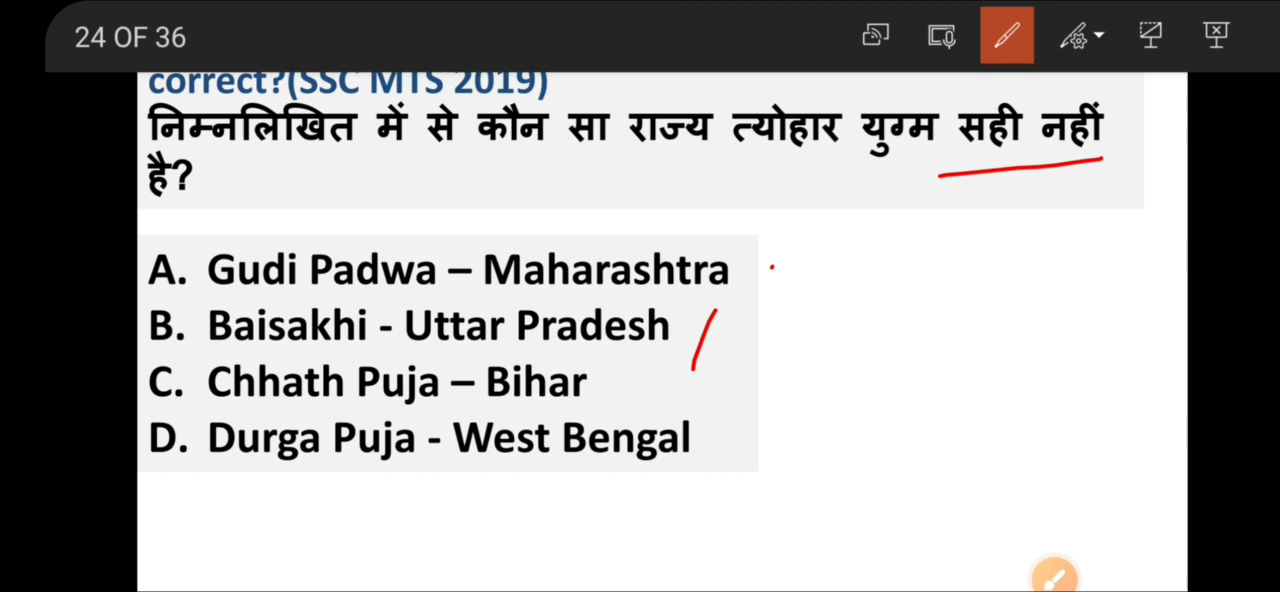 24 OF 36
correct?(SSC MTS 2019)
निम्नलिखित में से कौन सा राज्य त्योहार युग्म सही नहीं
है?
A. Gudi Padwa – Maharashtra
B. Baisakhi - Uttar Pradesh
C. Chhath Puja – Bihar
D. Durga Puja - West Bengal